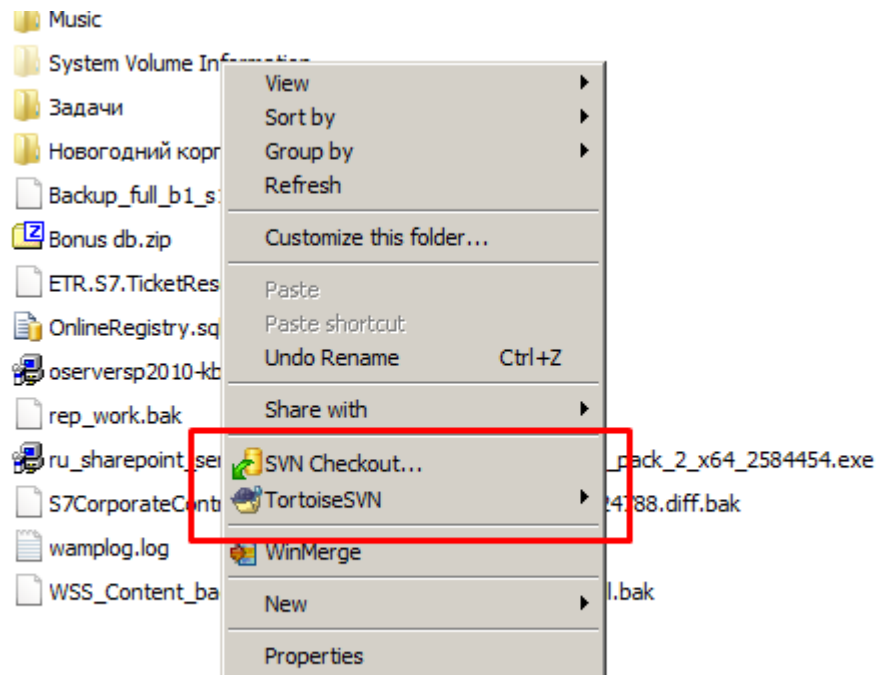 Music
System Volume Information
Задачи
Новогодний корп
Backup_full_b1_s
Bonus db.zip
ETR.S7.TicketRes
OnlineRegistry.sq
oserversp2010-kb
rep_work.bak
ru_sharepoint_ser _pack_2_x64_2584454.exe
S7CorporateContr 24788.diff.bak
wamplog.log
WSS_Content_ba l.bak
View
Sort by
Group by
Refresh
Customize this folder...
Paste
Paste shortcut
Undo Rename Ctrl+Z
Share with
SVN Checkout...
TortoiseSVN
WinMerge
New
Properties